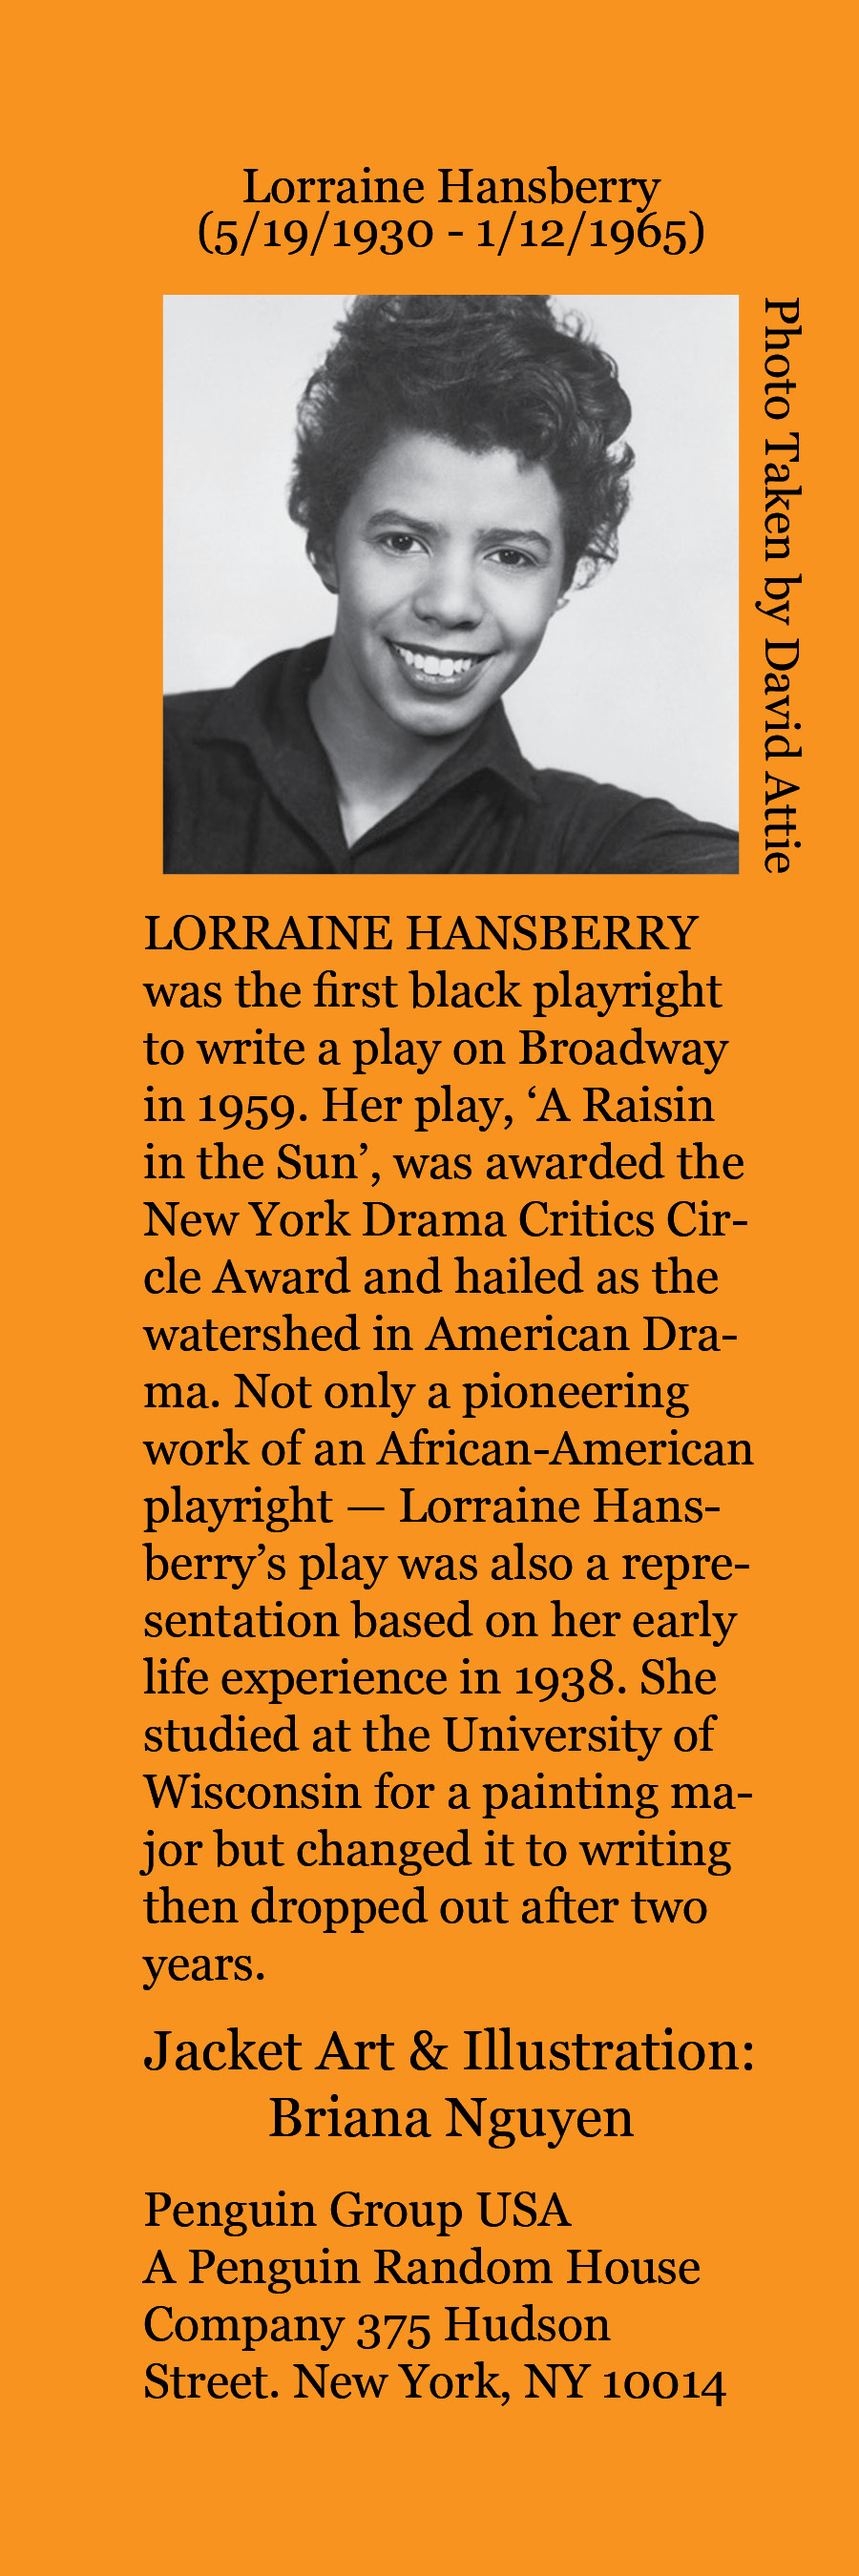 Lorraine Hansberry
(5/19/1930 - 1/12/1965)
Photo Taken by David Attie
LORRAINE HANSBERRY
was the first black playright
to write a play on Broadway
in 1959. Her play, ‘A Raisin
in the Sun’, was awarded the
New York Drama Critics Cir-
cle Award and hailed as the
watershed in American Dra-
ma. Not only a pioneering
work of an African-American
playright — Lorraine Hans-
berry’s play was also a repre-
sentation based on her early
life experience in 1938. She
studied at the University of
Wisconsin for a painting ma-
jor but changed it to writing
then dropped out after two
years.
Jacket Art & Illustration:
Briana Nguyen
Penguin Group USA
A Penguin Random House
Company 375 Hudson
Street. New York, NY 10014